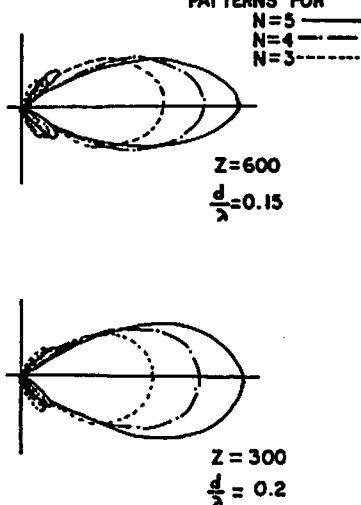 PATTERNS FOR
N=5
N=4
N=3
Z=600
d/λ=0.15
Z=300
d/λ = 0.2